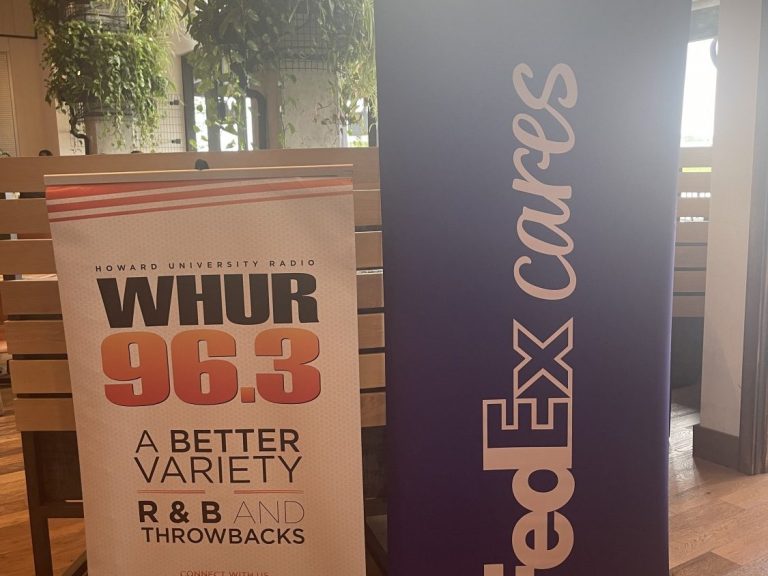 HOWARD UNIVERSITY RADIO
WHUR
96.3
A BETTER
VARIETY
R & B AND
THROWBACKS
CONNECT WITH US
FedEx cares